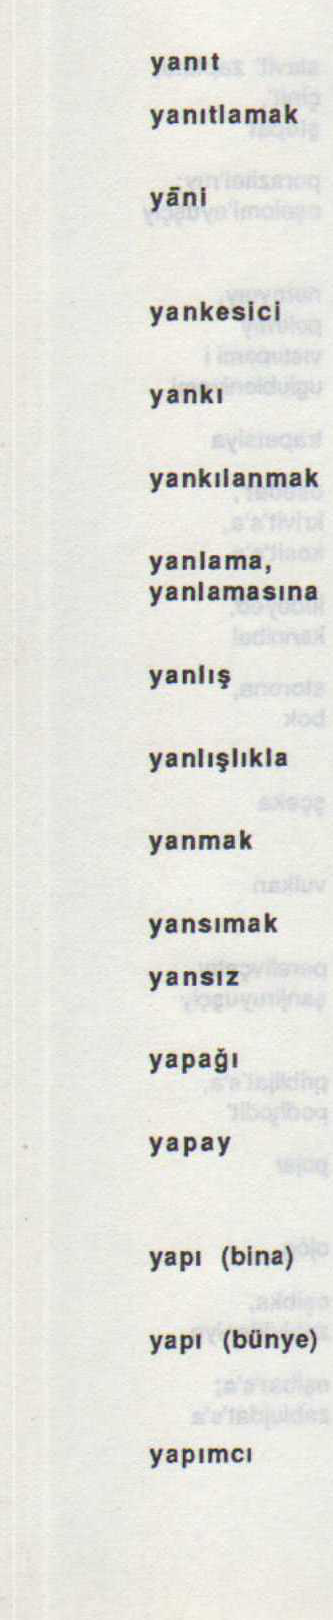 yanıt
yanıtlamak
yāni
yankesici
yankı
yankılanmak
yanlama,
yanlamasına
yanlış
yanlışlıkla
yanmak
yansımak
yansız
yapağı
yapay
yapı (bina)
yapı (bünye)
yapımcı